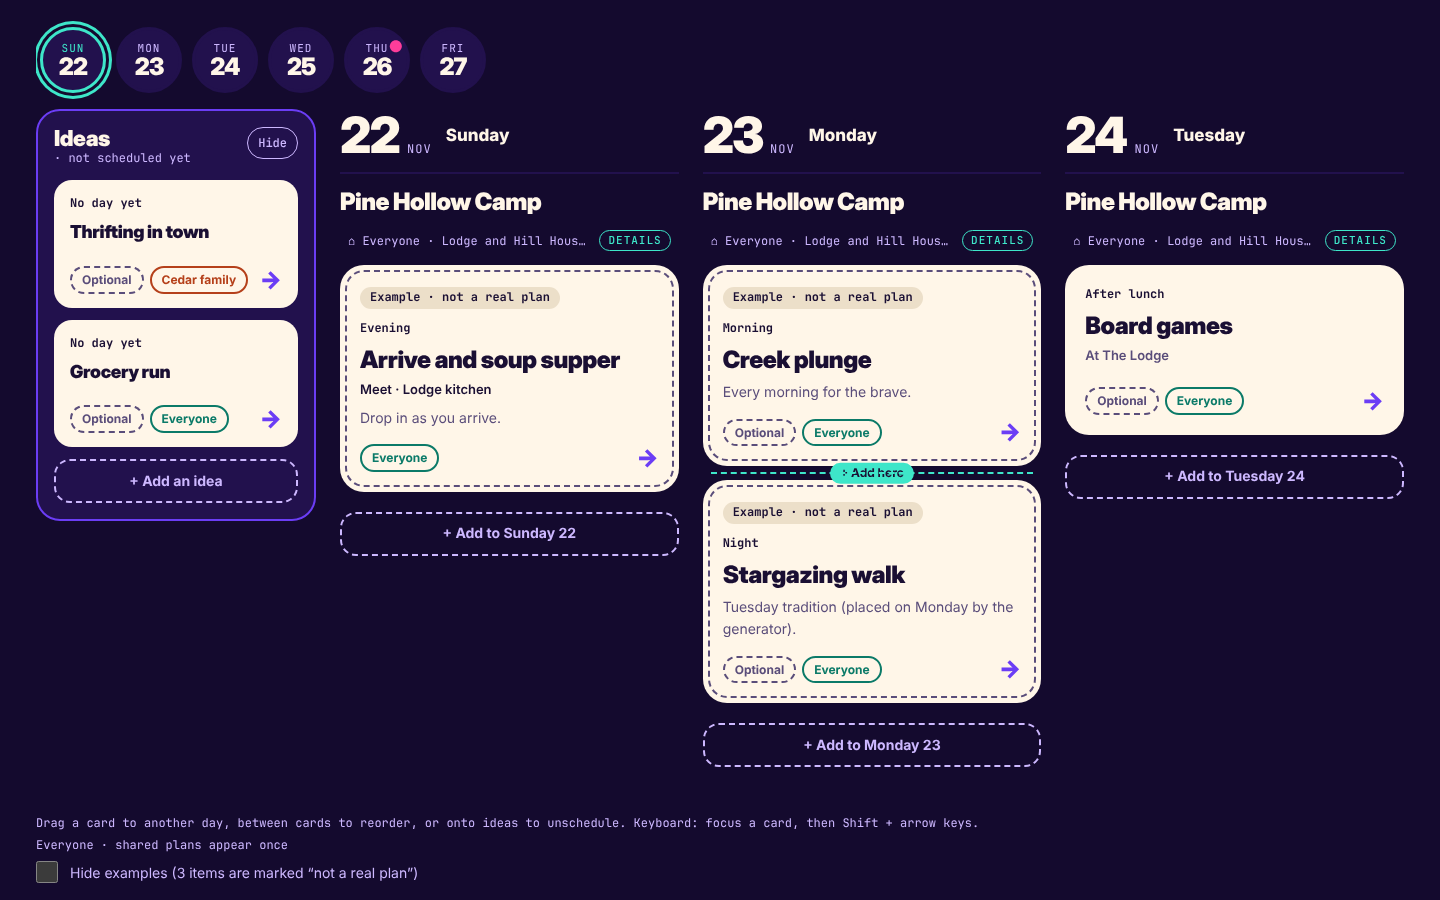 SUN
22
MON
23
TUE
24
WED
25
THU
26
FRI
27
Ideas
· not scheduled yet
Hide
No day yet
Thrifting in town
Optional
Cedar family
→
No day yet
Grocery run
Optional
Everyone
→
+ Add an idea
22 NOV Sunday
Pine Hollow Camp
⌂ Everyone · Lodge and Hill Hous… DETAILS
Example · not a real plan
Evening
Arrive and soup supper
Meet · Lodge kitchen
Drop in as you arrive.
Everyone
→
+ Add to Sunday 22
23 NOV Monday
Pine Hollow Camp
⌂ Everyone · Lodge and Hill Hous… DETAILS
Example · not a real plan
Morning
Creek plunge
Every morning for the brave.
Optional
Everyone
→
+ Add here
Example · not a real plan
Night
Stargazing walk
Tuesday tradition (placed on Monday by the
generator).
Optional
Everyone
→
+ Add to Monday 23
24 NOV Tuesday
Pine Hollow Camp
⌂ Everyone · Lodge and Hill Hous… DETAILS
After lunch
Board games
At The Lodge
Optional
Everyone
→
+ Add to Tuesday 24
Drag a card to another day, between cards to reorder, or onto ideas to unschedule. Keyboard: focus a card, then Shift + arrow keys.
Everyone · shared plans appear once
Hide examples (3 items are marked “not a real plan”)